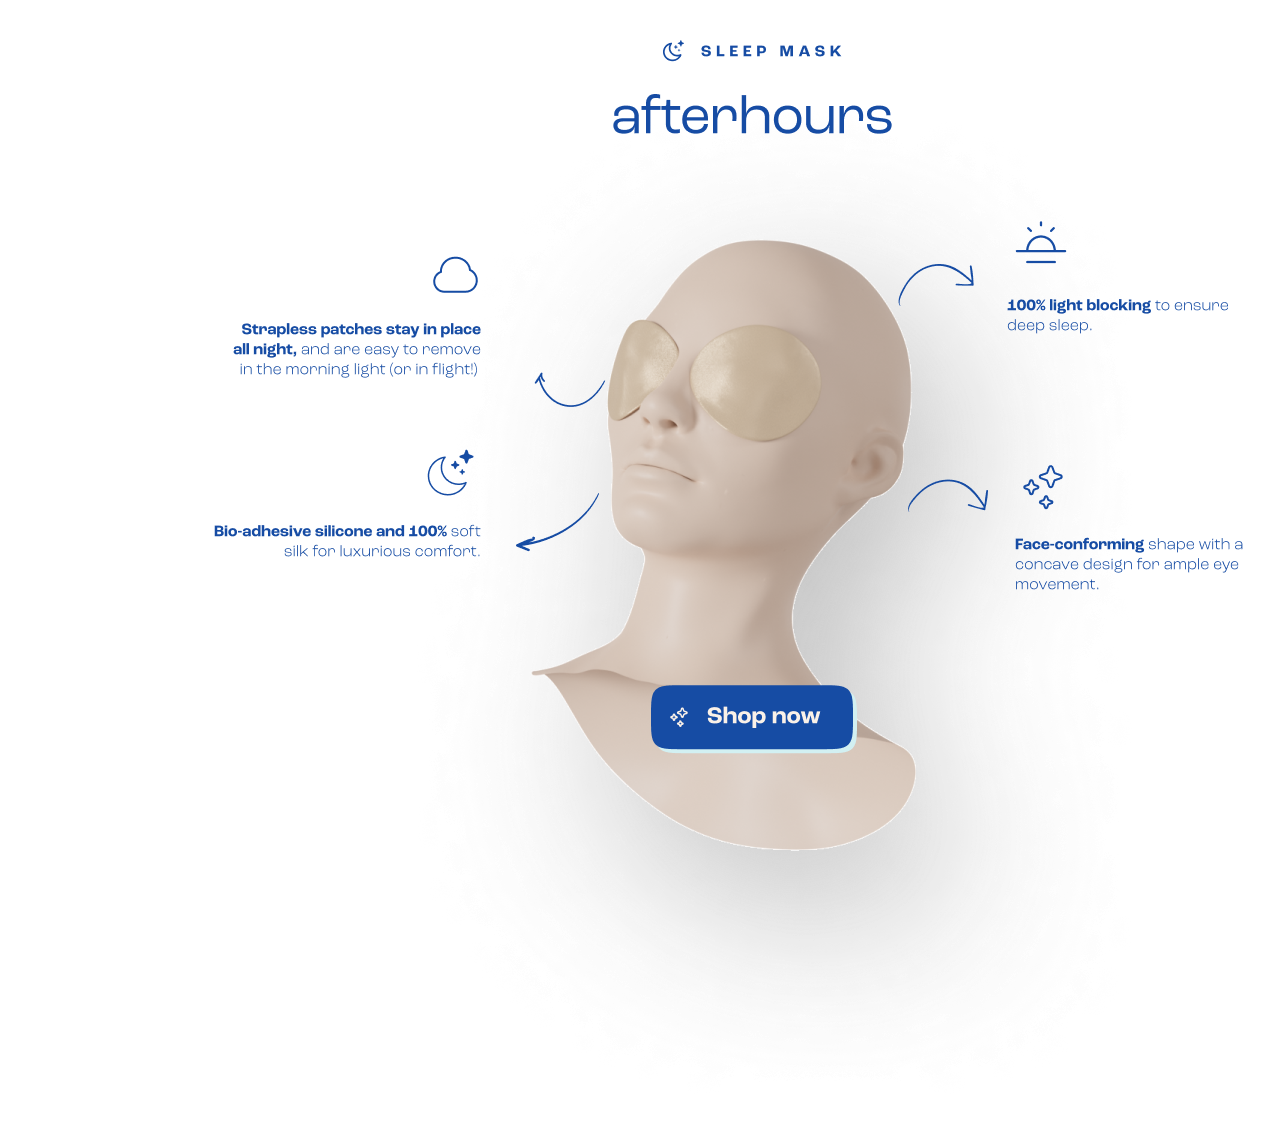 SLEEP MASK
afterhours
Strapless patches stay in place
all night, and are easy to remove
in the morning light (or in flight!)
100% light blocking to ensure
deep sleep.
Bio-adhesive silicone and 100% soft
silk for luxurious comfort.
Face-conforming shape with a
concave design for ample eye
movement.
Shop now